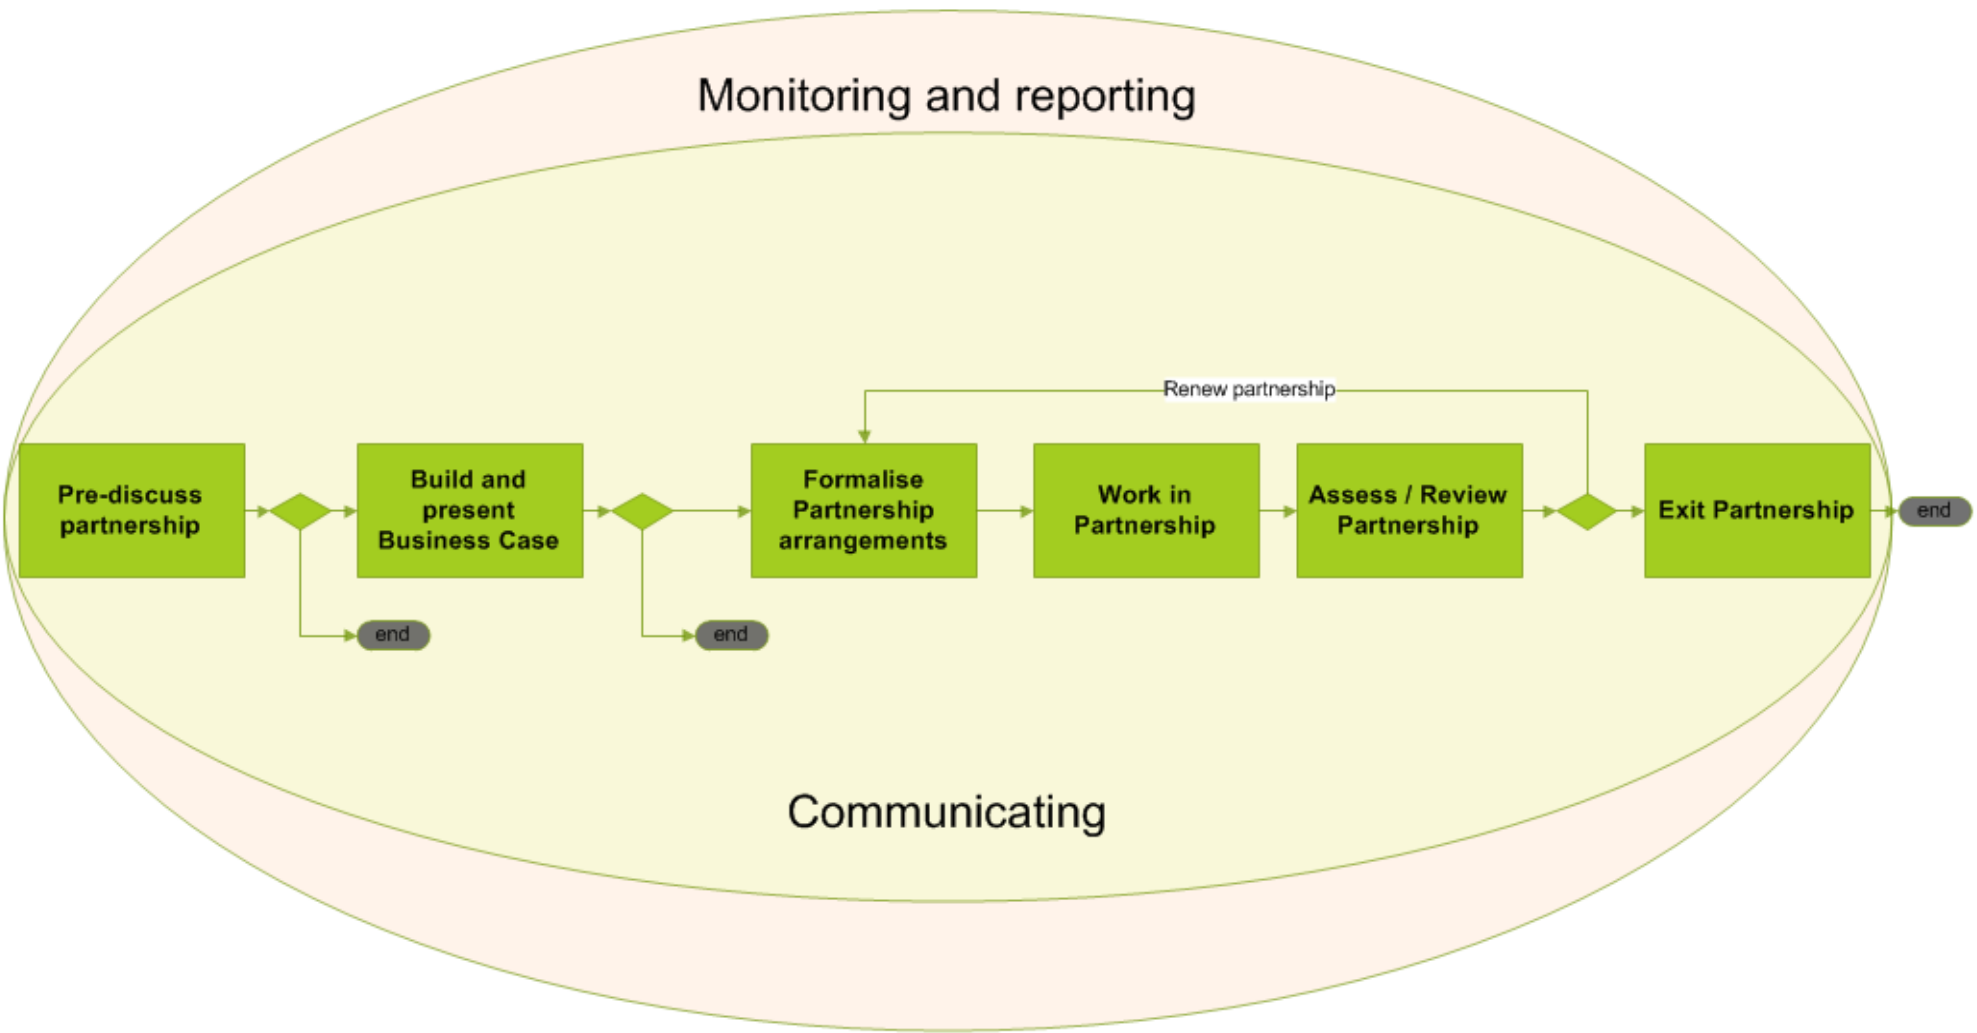 Monitoring and reporting
Renew partnership
Pre-discuss
partnership
Build and
present
Business Case
Formalise
Partnership
arrangements
Work in
Partnership
Assess / Review
Partnership
Exit Partnership
end
end
end
Communicating